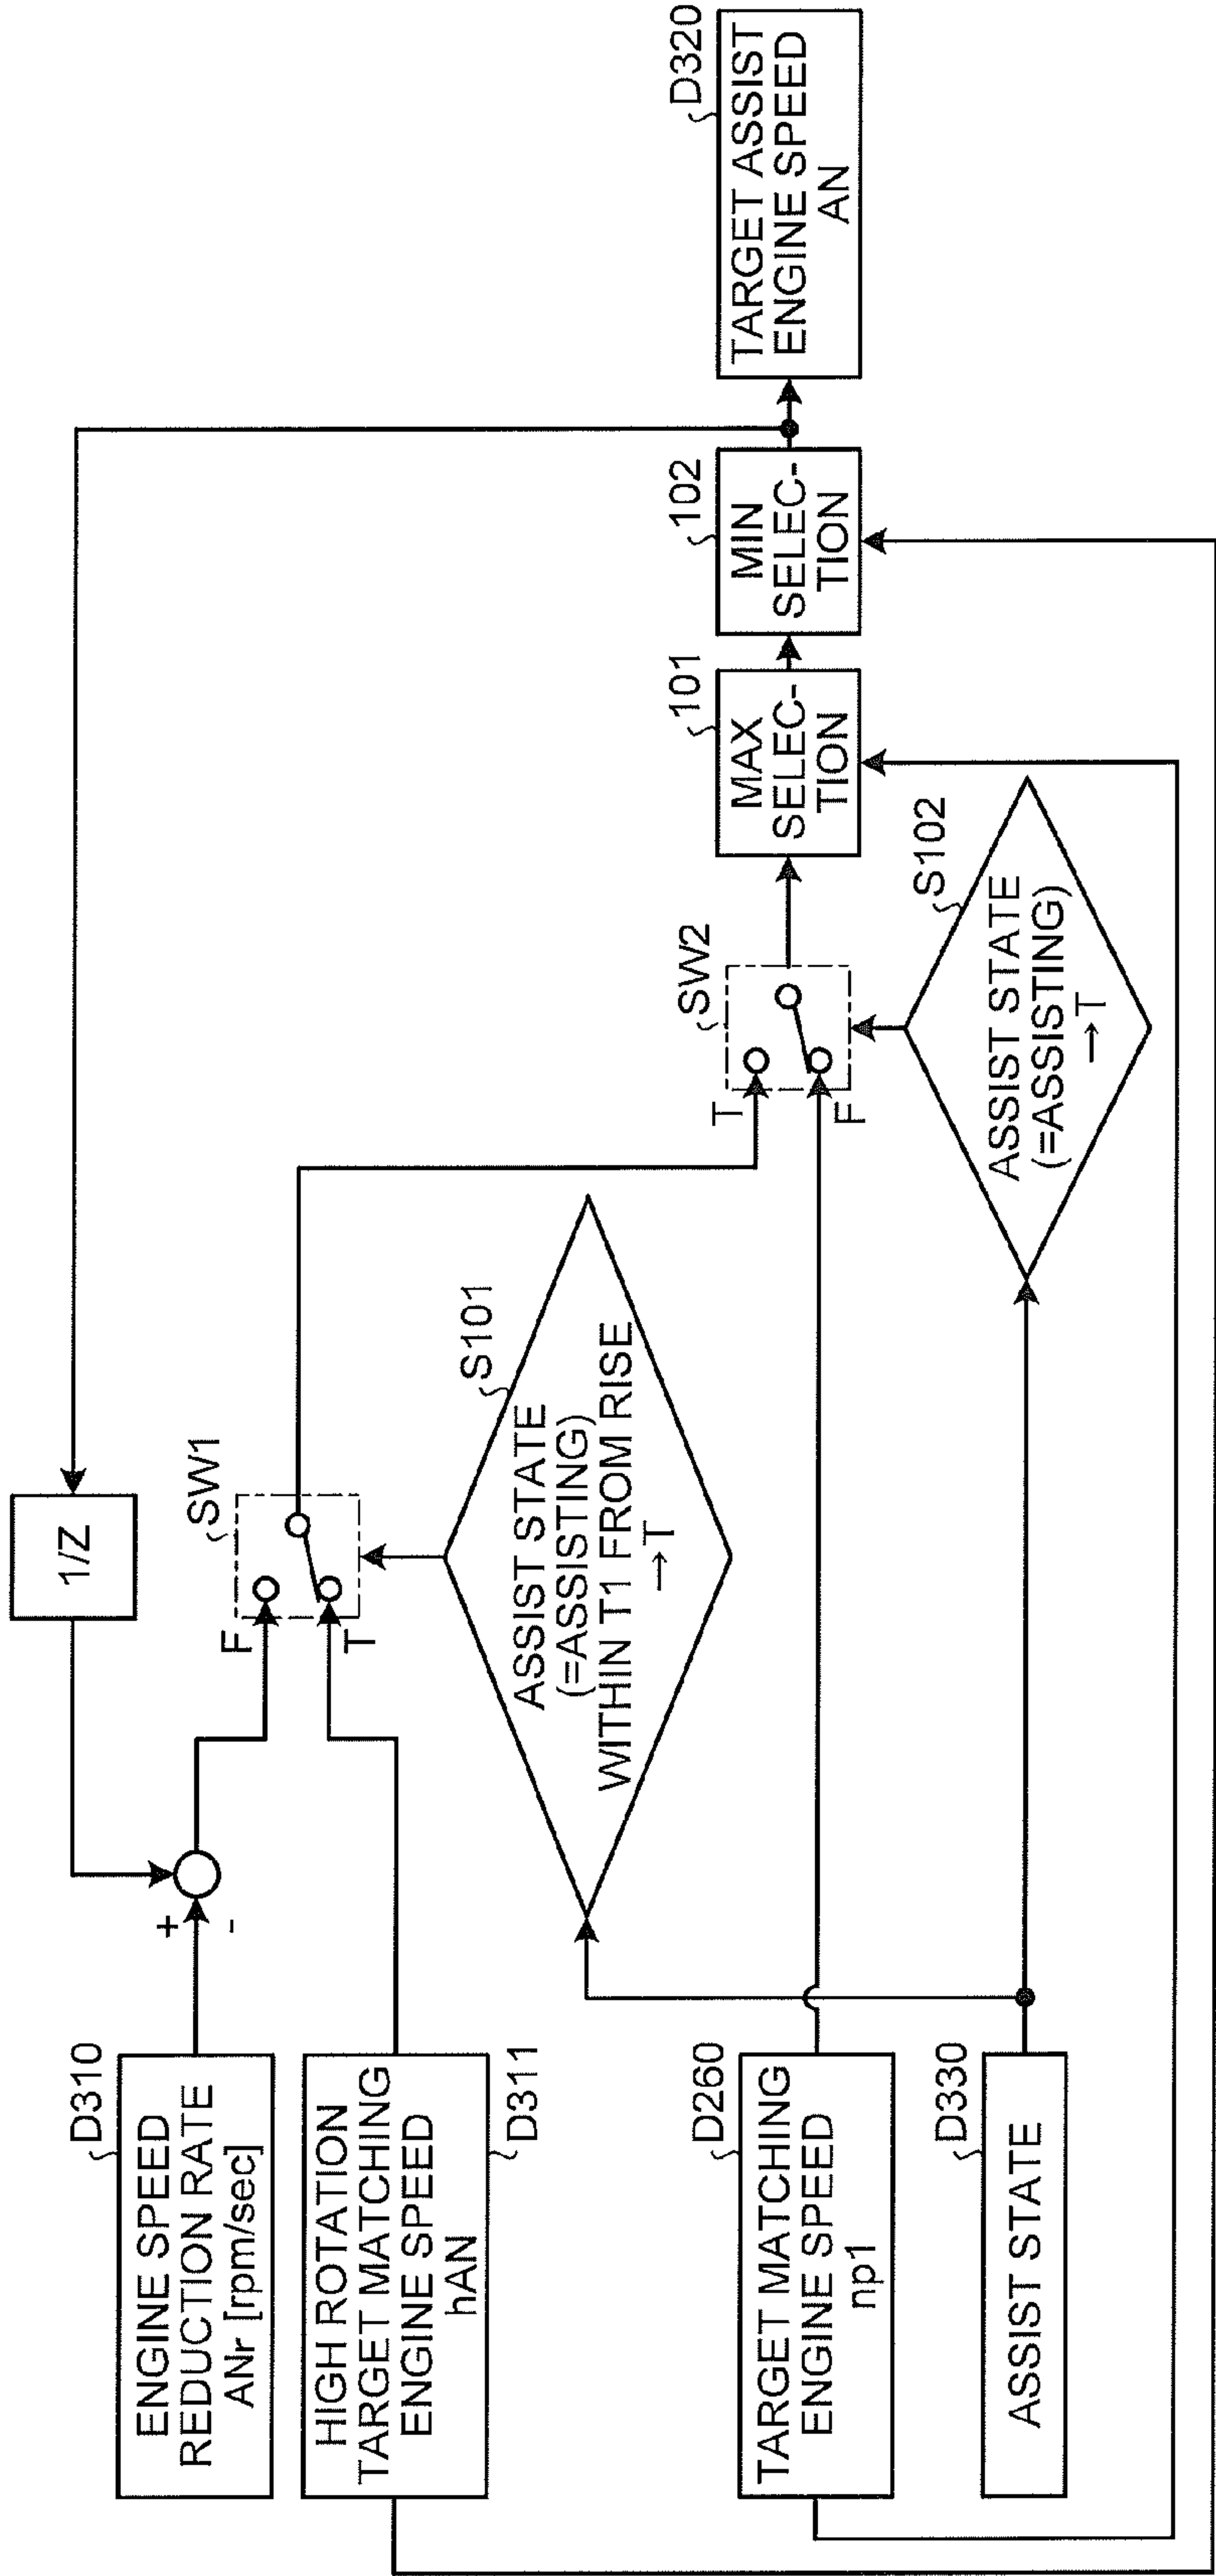 D310
ENGINE SPEED
REDUCTION RATE
ANr [rpm/sec]
HIGH ROTATION
TARGET MATCHING
ENGINE SPEED
hAN
D311
D260
TARGET MATCHING
ENGINE SPEED
np1
D330
ASSIST STATE
+
-
1/Z
SW1
F
T
S101
ASSIST STATE
(=ASSISTING)
WITHIN T1 FROM RISE
→T
SW2
T
F
S102
ASSIST STATE
(=ASSISTING)
→T
101
MAX
SELEC-
TION
102
MIN
SELEC-
TION
D320
TARGET ASSIST
ENGINE SPEED
AN